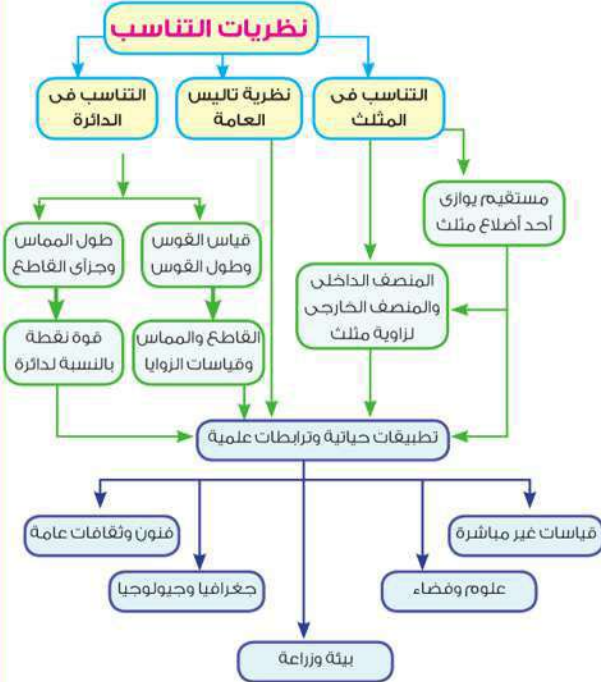 نظريات التناسب
التناسب فى
المثلث
نظرية تاليس
العامة
التناسب فى
الدائرة
مستقيم يوازى
أحد أضلاع مثلث
المنصف الداخلى
والمنصف الخارجى
لزاوية مثلث
قياس القوس
وطول القوس
طول المماس
وجزأى القاطع
القاطع والمماس
وقياسات الزوايا
قوة نقطة
بالنسبة لدائرة
تطبيقات حياتية وترابطات علمية
قياسات غير مباشرة
فنون وثقافات عامة
علوم وفضاء
جغرافيا وجيولوجيا
بيئة وزراعة